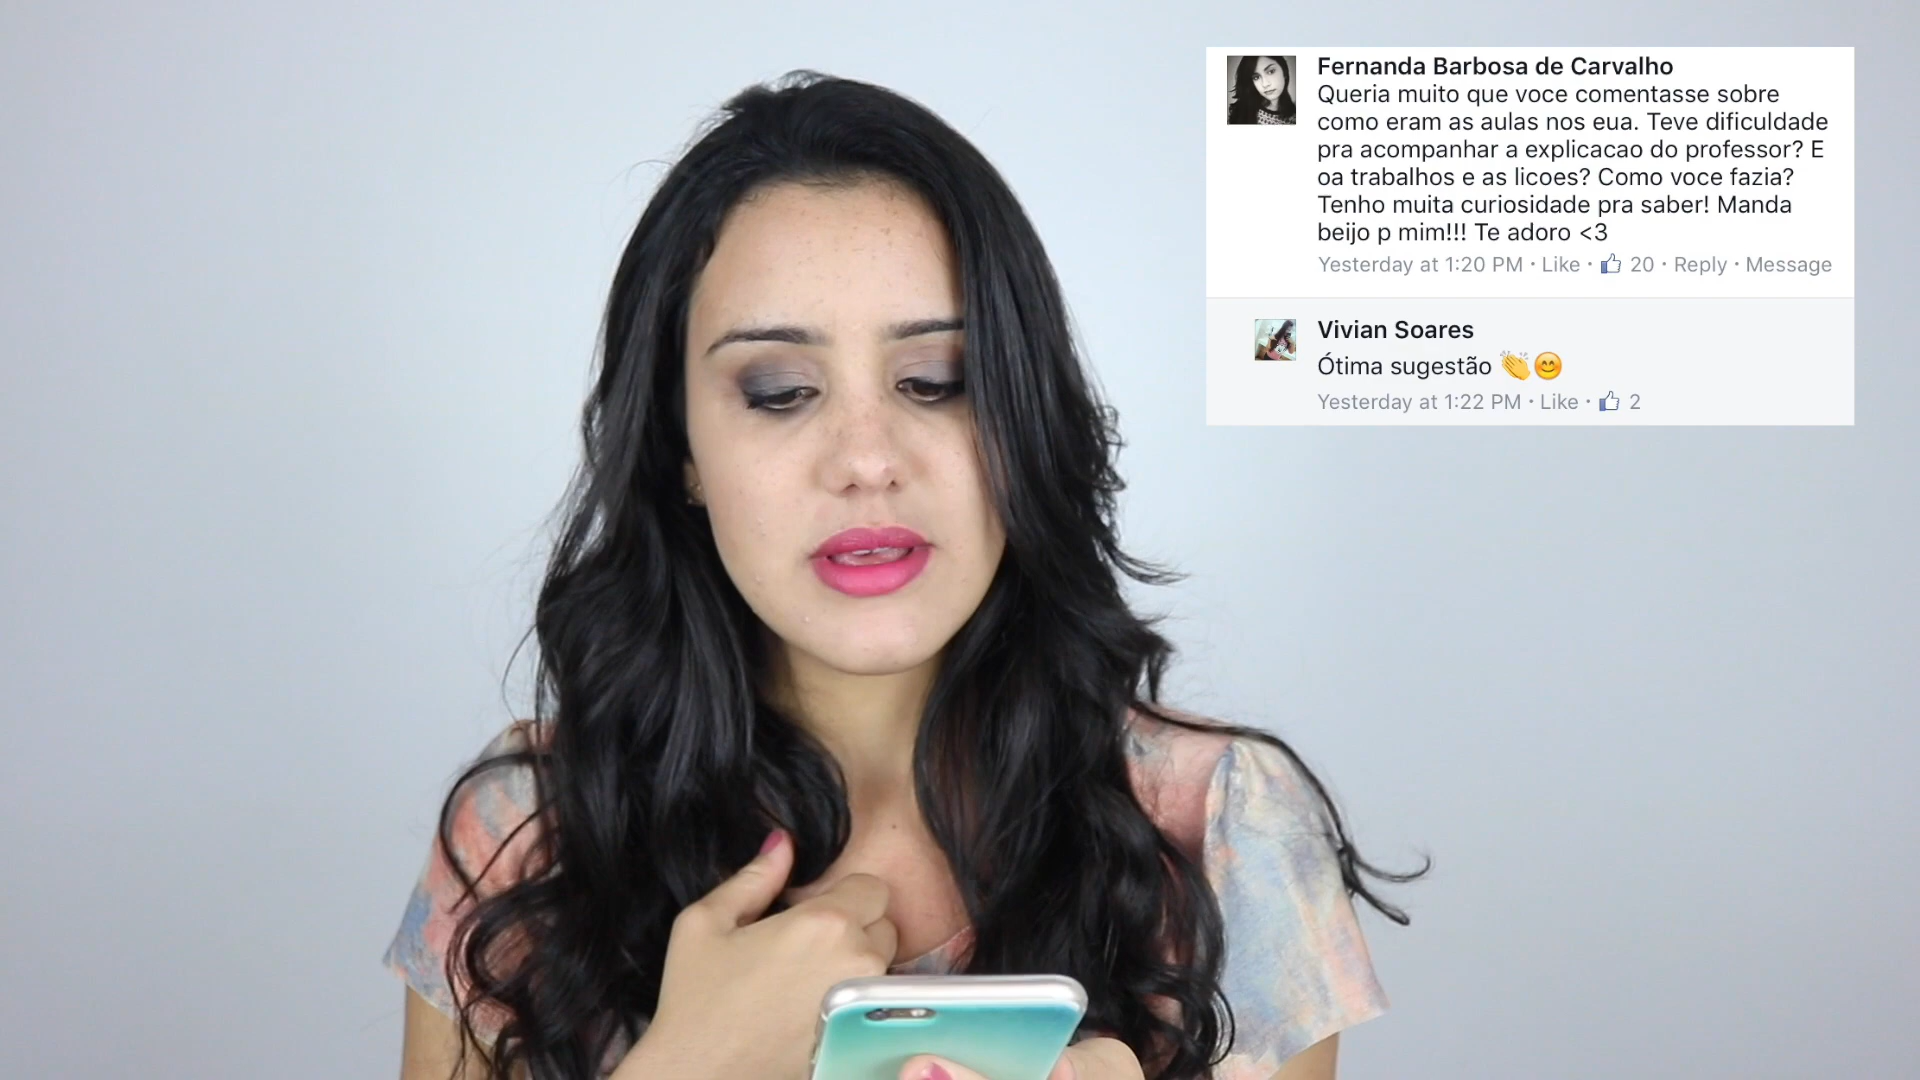 Fernanda Barbosa de Carvalho
Queria muito que voce comentasse sobre
como eram as aulas nos eua. Teve dificuldade
pra acompanhar a explicacao do professor? E
oa trabalhos e as licoes? Como voce fazia?
Tenho muita curiosidade pra saber! Manda
beijo p mim!!! Te adoro <3
Yesterday at 1:20 PM · Like · 20 · Reply · Message
Vivian Soares
Ótima sugestão 👏😊
Yesterday at 1:22 PM · Like · 2